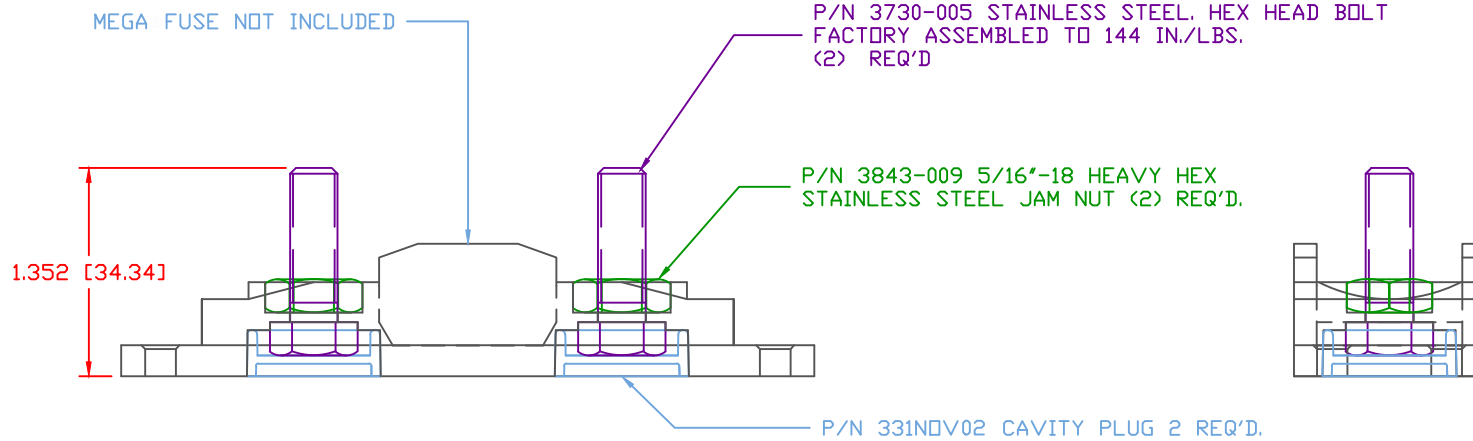 MEGA FUSE NOT INCLUDED
P/N 3730-005 STAINLESS STEEL. HEX HEAD BOLT
FACTORY ASSEMBLED TO 144 IN./LBS.
(2) REQ'D
P/N 3843-009 5/16"-18 HEAVY HEX
STAINLESS STEEL JAM NUT (2) REQ'D.
1.352 [34.34]
P/N 331NOV02 CAVITY PLUG 2 REQ'D.